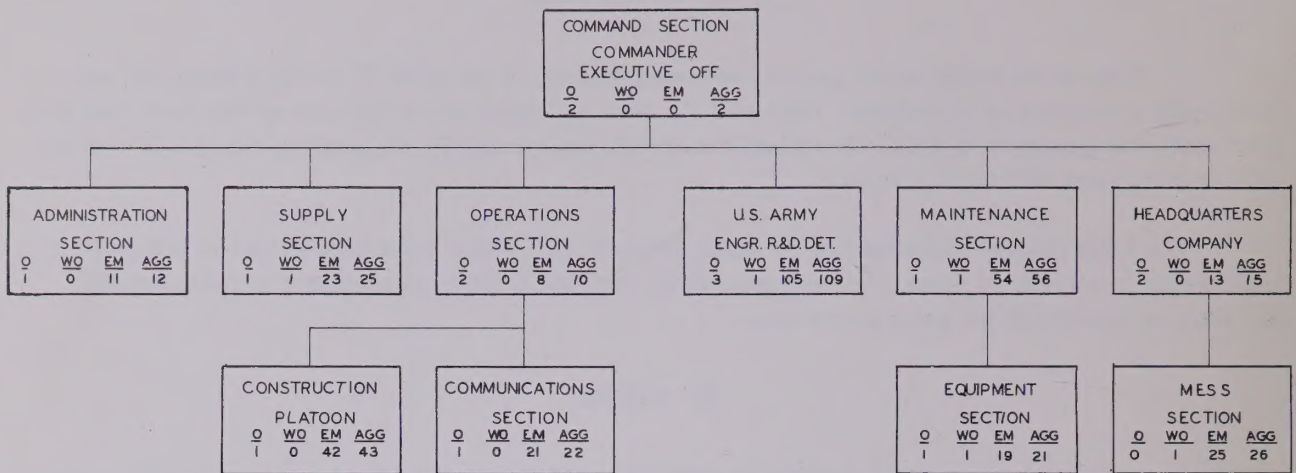 COMMAND SECTION
COMMANDER
EXECUTIVE OFF
O WO EM AGG
2 0 0 2
ADMINISTRATION
SECTION
O WO EM AGG
1 0 11 12
SUPPLY
SECTION
O WO EM AGG
1 1 23 25
OPERATIONS
SECTION
O WO EM AGG
2 0 8 10
U.S. ARMY
ENGR. R.&D. DET.
O WO EM AGG
3 1 105 109
MAINTENANCE
SECTION
O WO EM AGG
1 1 54 56
HEADQUARTERS
COMPANY
O WO EM AGG
2 0 13 15
CONSTRUCTION
PLATOON
O WO EM AGG
1 0 42 43
COMMUNICATIONS
SECTION
O WO EM AGG
1 0 21 22
EQUIPMENT
SECTION
O WO EM AGG
1 1 19 21
MESS
SECTION
O WO EM AGG
0 1 25 26